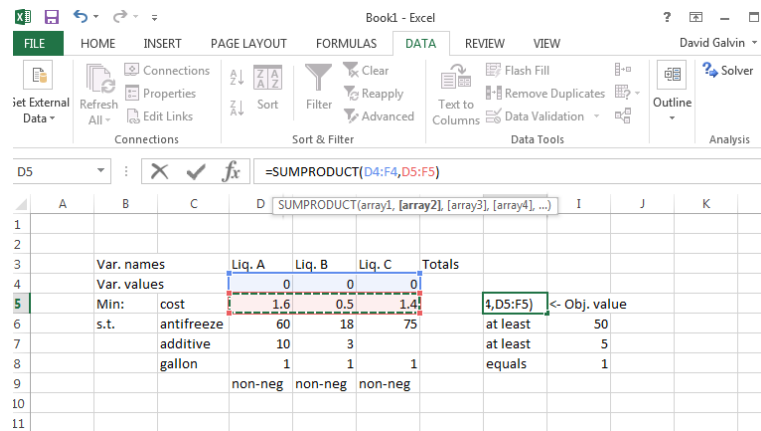 Book1 - Excel
FILE HOME INSERT PAGE LAYOUT FORMULAS DATA REVIEW VIEW David Galvin
Get External Data
Refresh All
Connections
Properties
Edit Links
Connections
Sort
Filter
Clear
Reapply
Advanced
Sort & Filter
Text to Columns
Flash Fill
Remove Duplicates
Data Validation
Data Tools
Outline
Solver
Analysis
D5 fx =SUMPRODUCT(D4:F4,D5:F5)
A B C D I J K
SUMPRODUCT(array1, [array2], [array3], [array4], ...)
1
2
3 Var. names Liq. A Liq. B Liq. C Totals
4 Var. values 0 0 0
5 Min: cost 1.6 0.5 1.4 4,D5:F5) <- Obj. value
6 s.t. antifreeze 60 18 75 at least 50
7 additive 10 3 at least 5
8 gallon 1 1 1 equals 1
9 non-neg non-neg non-neg
10
11